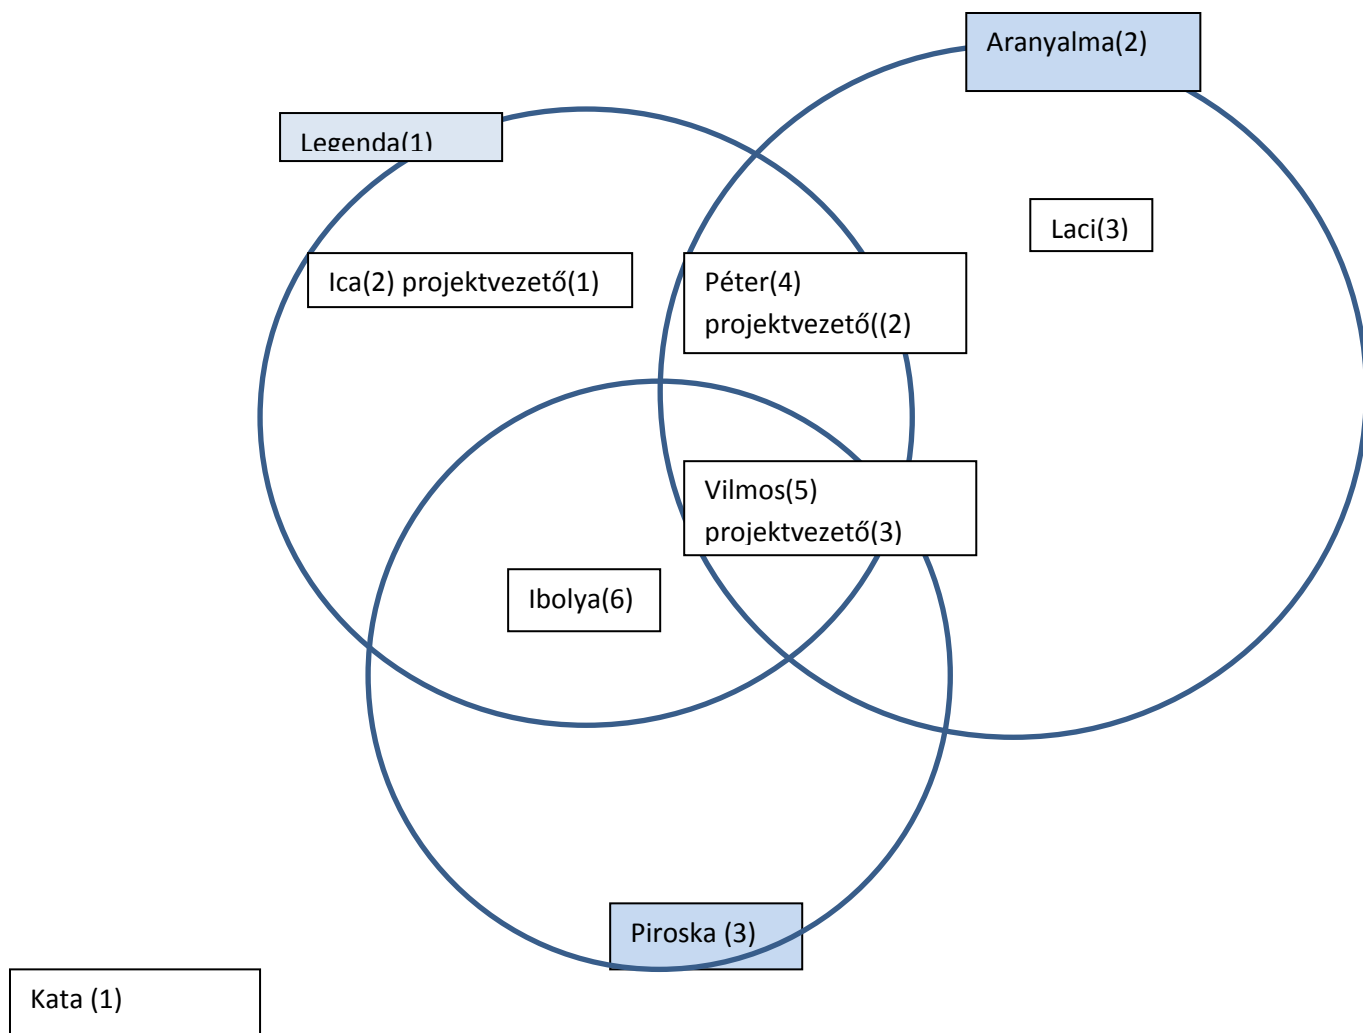 Aranyalma(2)
Legenda(1)
Laci(3)
Ica(2) projektvezető(1)
Péter(4)
projektvezető((2)
Vilmos(5)
projektvezető(3)
Ibolya(6)
Piroska (3)
Kata (1)